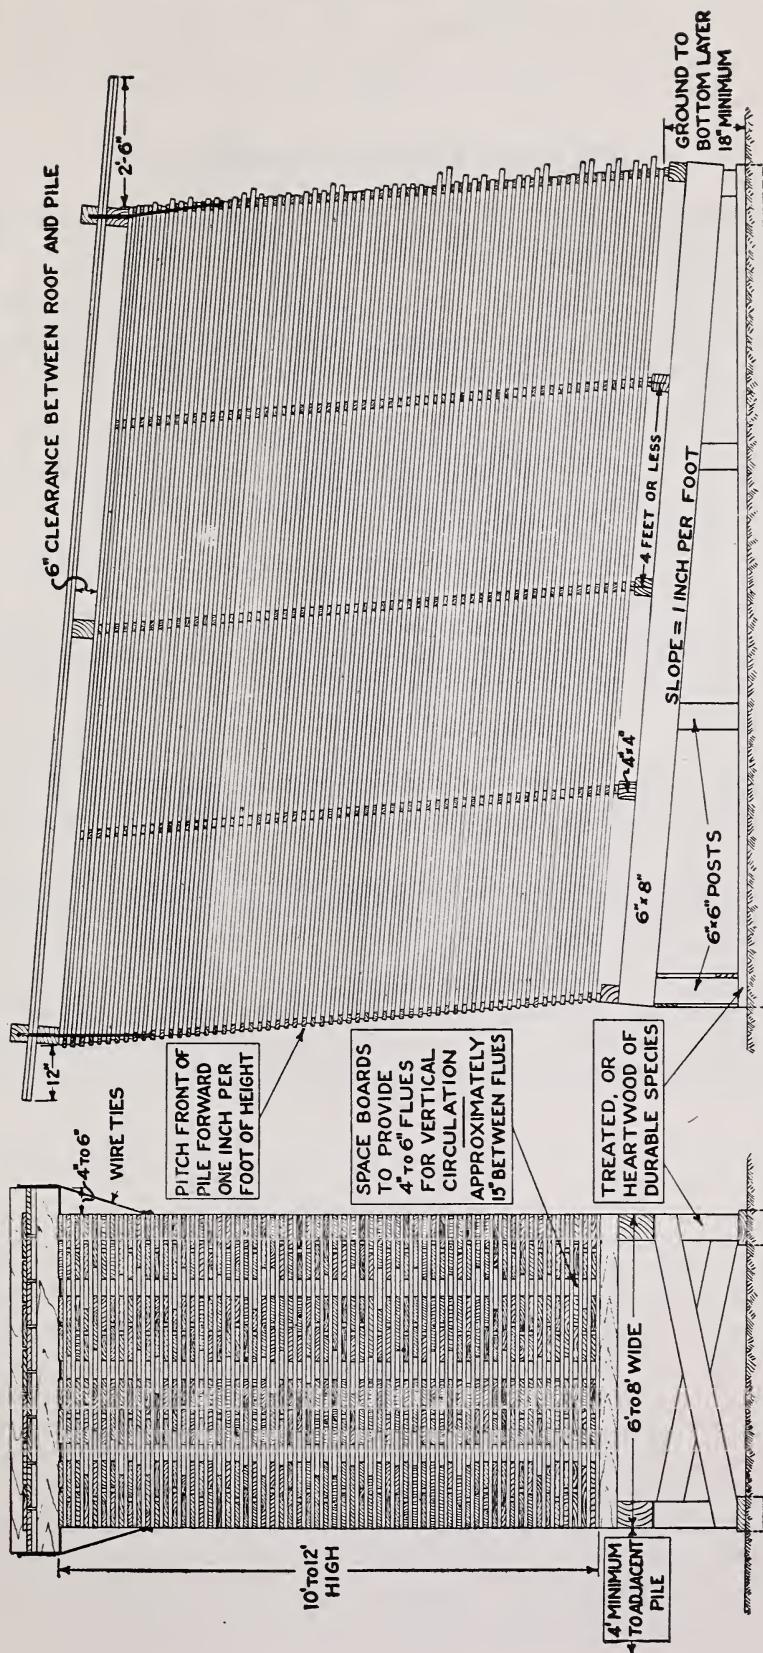 6" CLEARANCE BETWEEN ROOF AND PILE
2'-6"
GROUND TO
BOTTOM LAYER
18" MINIMUM
4 FEET OR LESS
SLOPE = 1 INCH PER FOOT
4"x4"
6"x8"
6"x6" POSTS
12"
PITCH FRONT OF
PILE FORWARD
ONE INCH PER
FOOT OF HEIGHT
SPACE BOARDS
TO PROVIDE
4" TO 6" FLUES
FOR VERTICAL
CIRCULATION
APPROXIMATELY
15" BETWEEN FLUES
TREATED, OR
HEARTWOOD OF
DURABLE SPECIES
4" TO 6"
WIRE TIES
10' TO 12'
HIGH
6' TO 8' WIDE
4' MINIMUM
TO ADJACENT
PILE